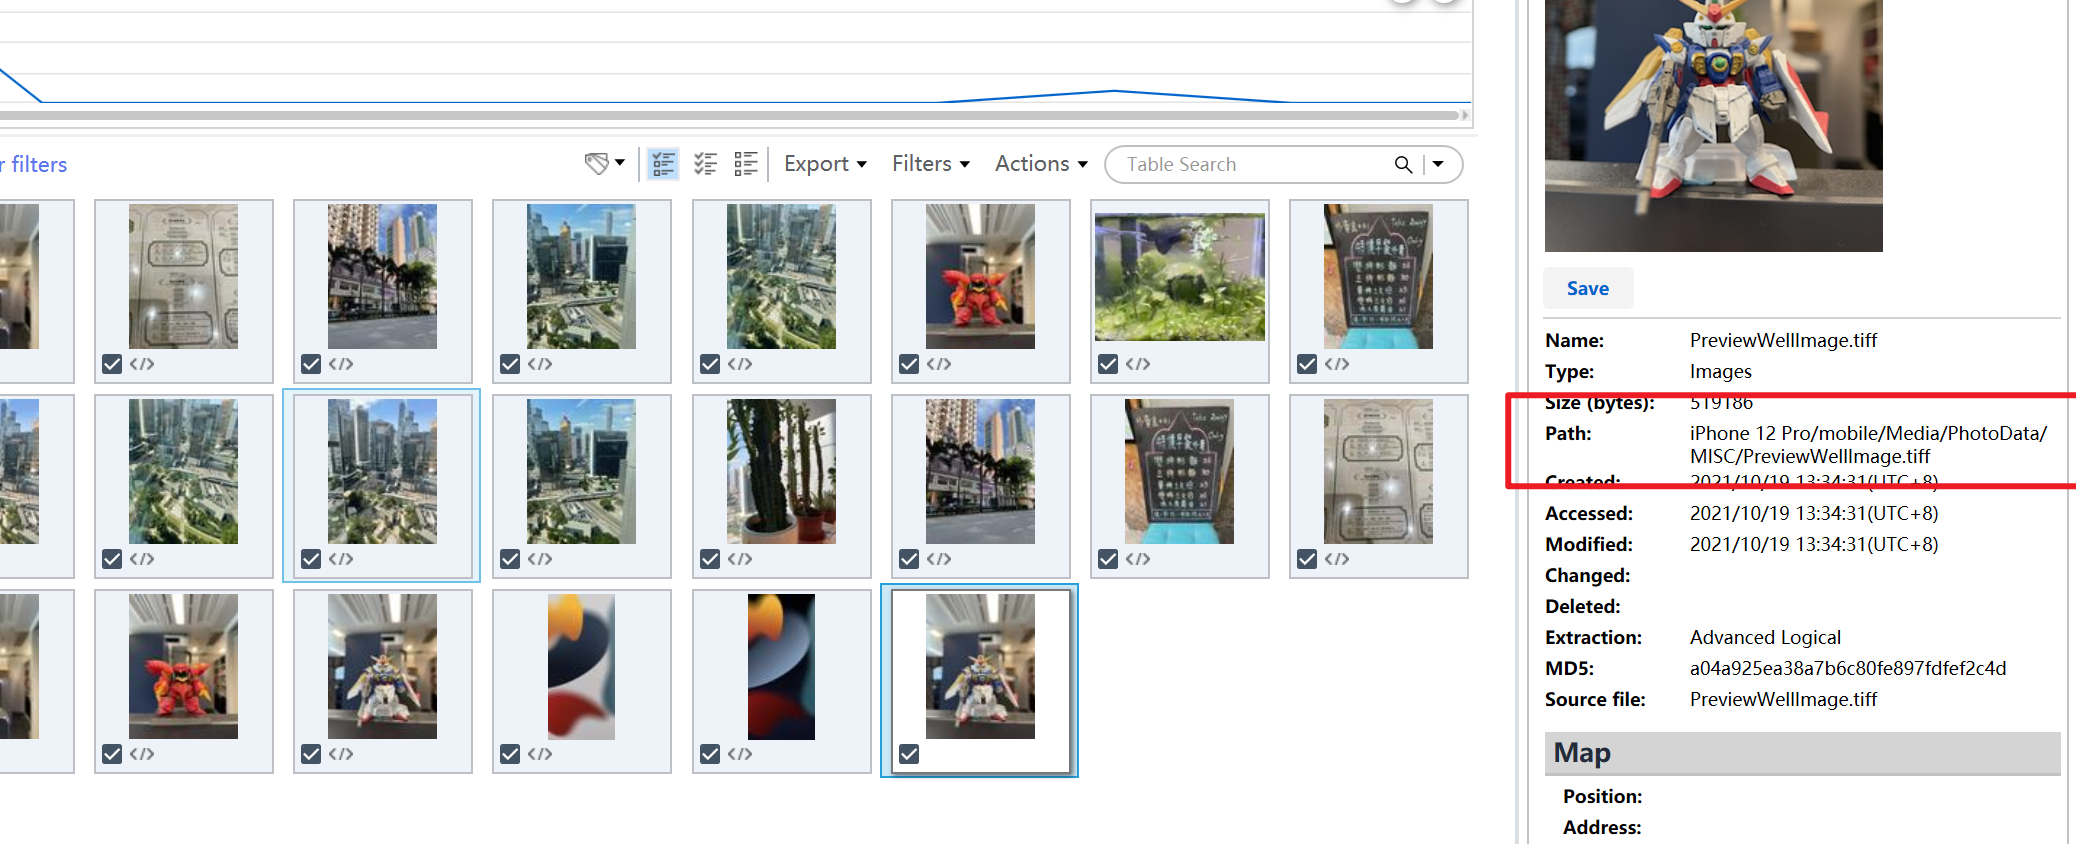 r filters
Export
Filters
Actions
Table Search
Save
Name: PreviewWellImage.tiff
Type: Images
Size (bytes): 519186
Path: iPhone 12 Pro/mobile/Media/PhotoData/
MISC/PreviewWellImage.tiff
Created: 2021/10/19 13:34:31(UTC+8)
Accessed: 2021/10/19 13:34:31(UTC+8)
Modified: 2021/10/19 13:34:31(UTC+8)
Changed:
Deleted:
Extraction: Advanced Logical
MD5: a04a925ea38a7b6c80fe897fdfef2c4d
Source file: PreviewWellImage.tiff
Map
Position:
Address: